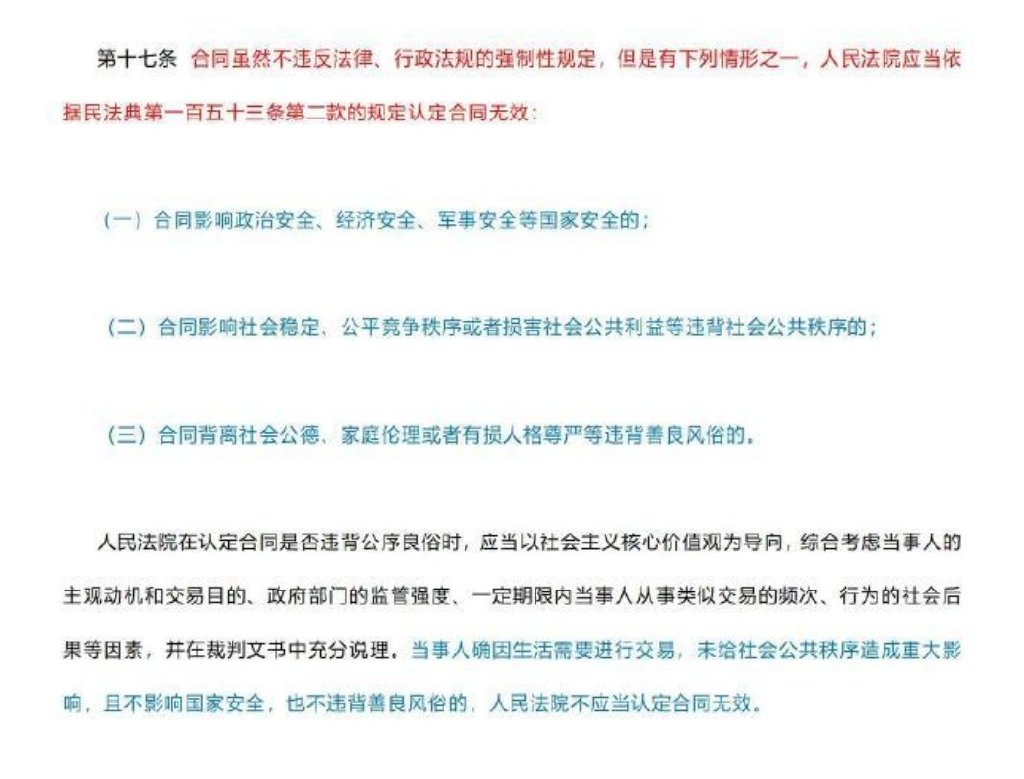 第十七条 合同虽然不违反法律、行政法规的强制性规定，但是有下列情形之一，人民法院应当依
据民法典第一百五十三条第二款的规定认定合同无效：
（一）合同影响政治安全、经济安全、军事安全等国家安全的；
（二）合同影响社会稳定、公平竞争秩序或者损害社会公共利益等违背社会公共秩序的；
（三）合同背离社会公德、家庭伦理或者有损人格尊严等违背善良风俗的。
人民法院在认定合同是否违背公序良俗时，应当以社会主义核心价值观为导向，综合考虑当事人的
主观动机和交易目的、政府部门的监管强度、一定期限内当事人从事类似交易的频次、行为的社会后
果等因素，并在裁判文书中充分说理。当事人确因生活需要进行交易，未给社会公共秩序造成重大影
响，且不影响国家安全，也不违背善良风俗的，人民法院不应当认定合同无效。